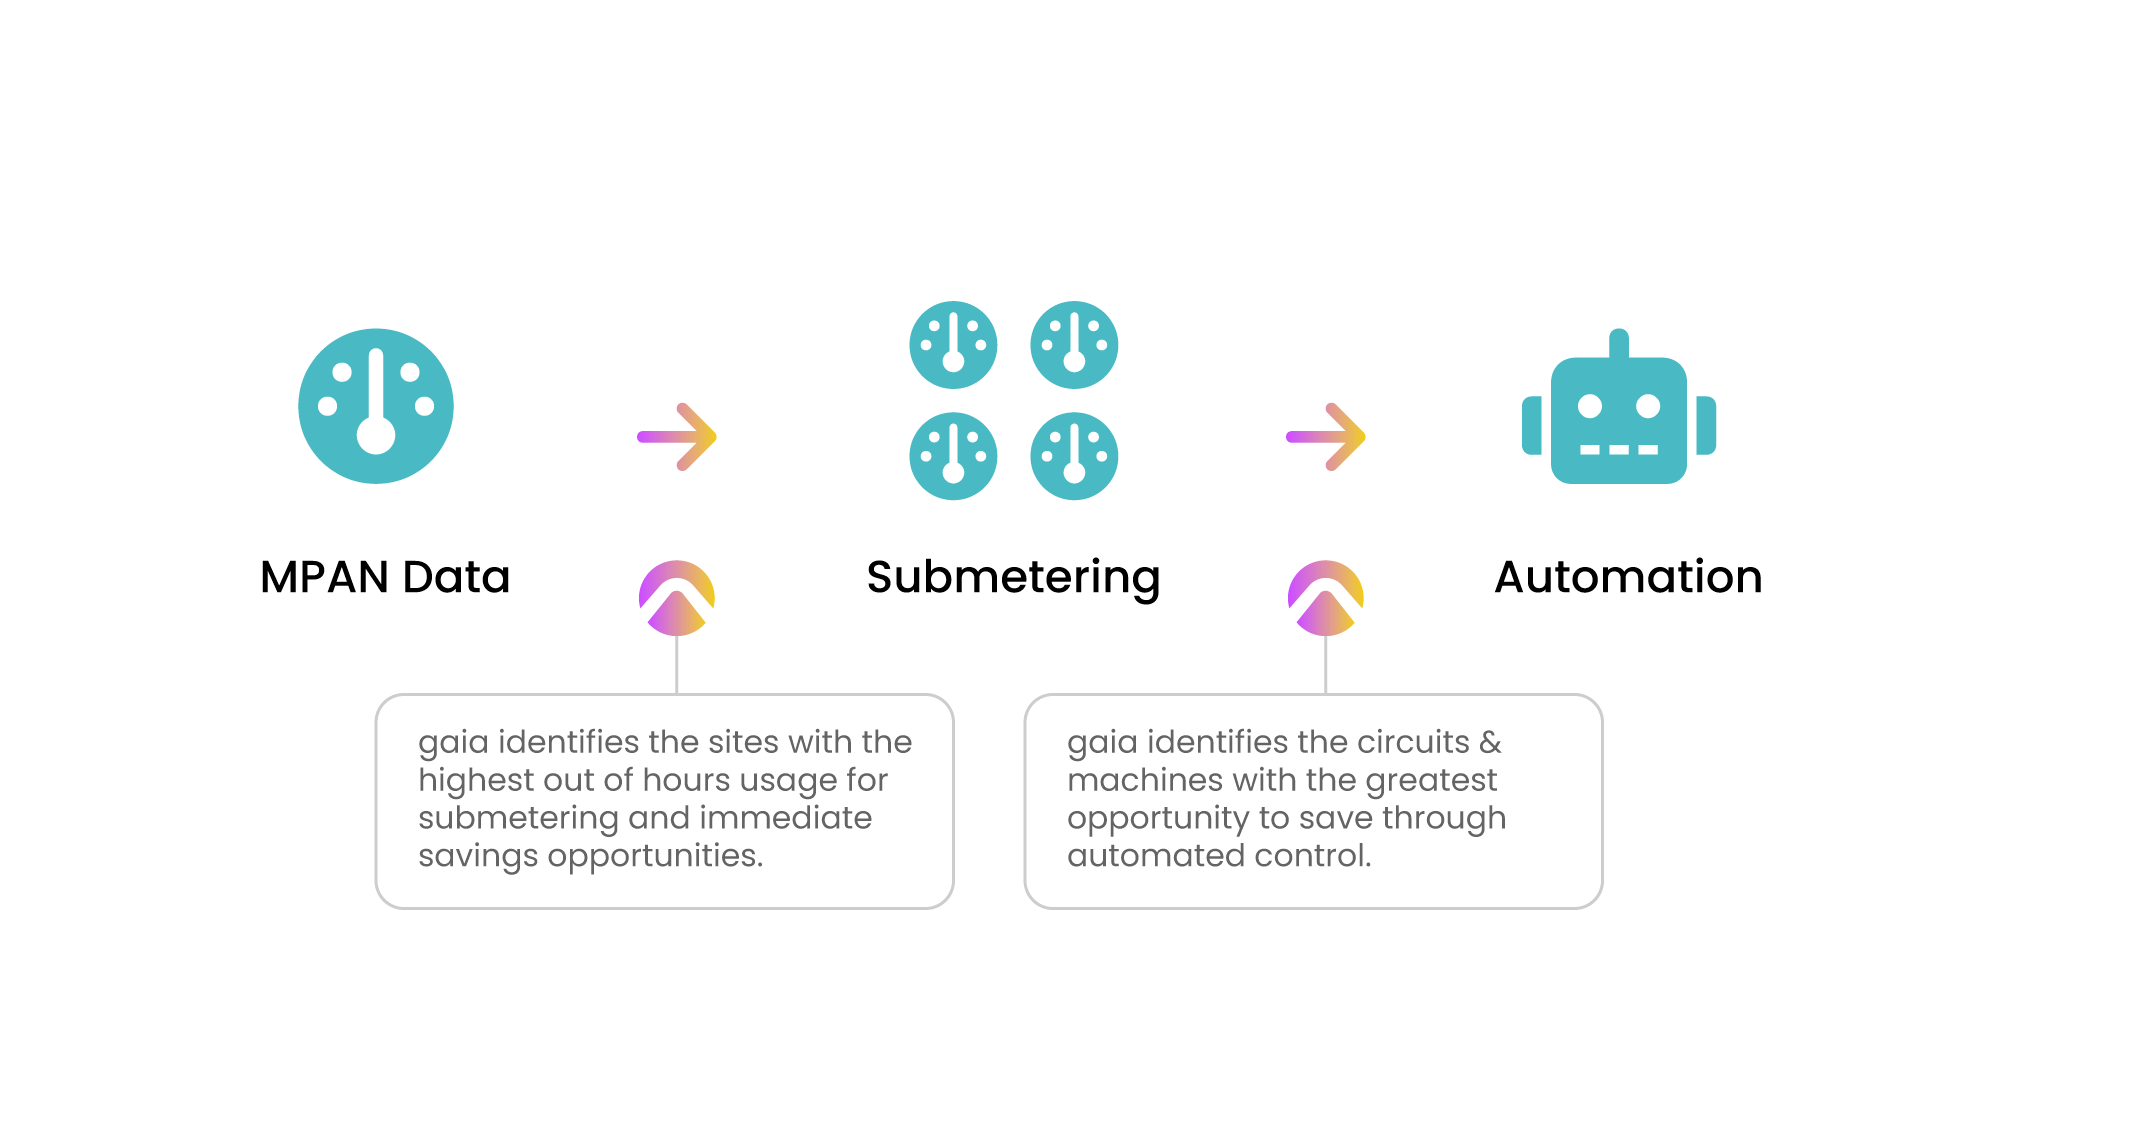 MPAN Data
Submetering
Automation
gaia identifies the sites with the
highest out of hours usage for
submetering and immediate
savings opportunities.
gaia identifies the circuits &
machines with the greatest
opportunity to save through
automated control.